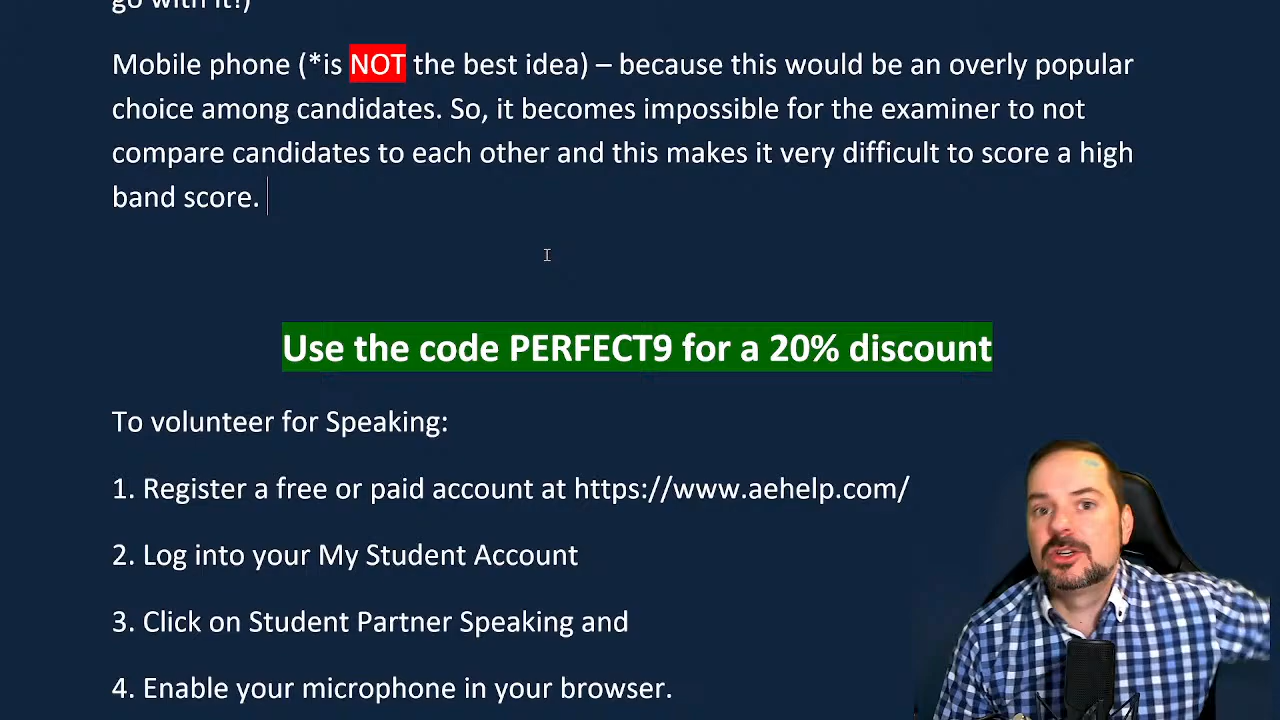 go with it?)
Mobile phone (*is NOT the best idea) – because this would be an overly popular
choice among candidates. So, it becomes impossible for the examiner to not
compare candidates to each other and this makes it very difficult to score a high
band score.
Use the code PERFECT9 for a 20% discount
To volunteer for Speaking:
1. Register a free or paid account at https://www.aehelp.com/
2. Log into your My Student Account
3. Click on Student Partner Speaking and
4. Enable your microphone in your browser.